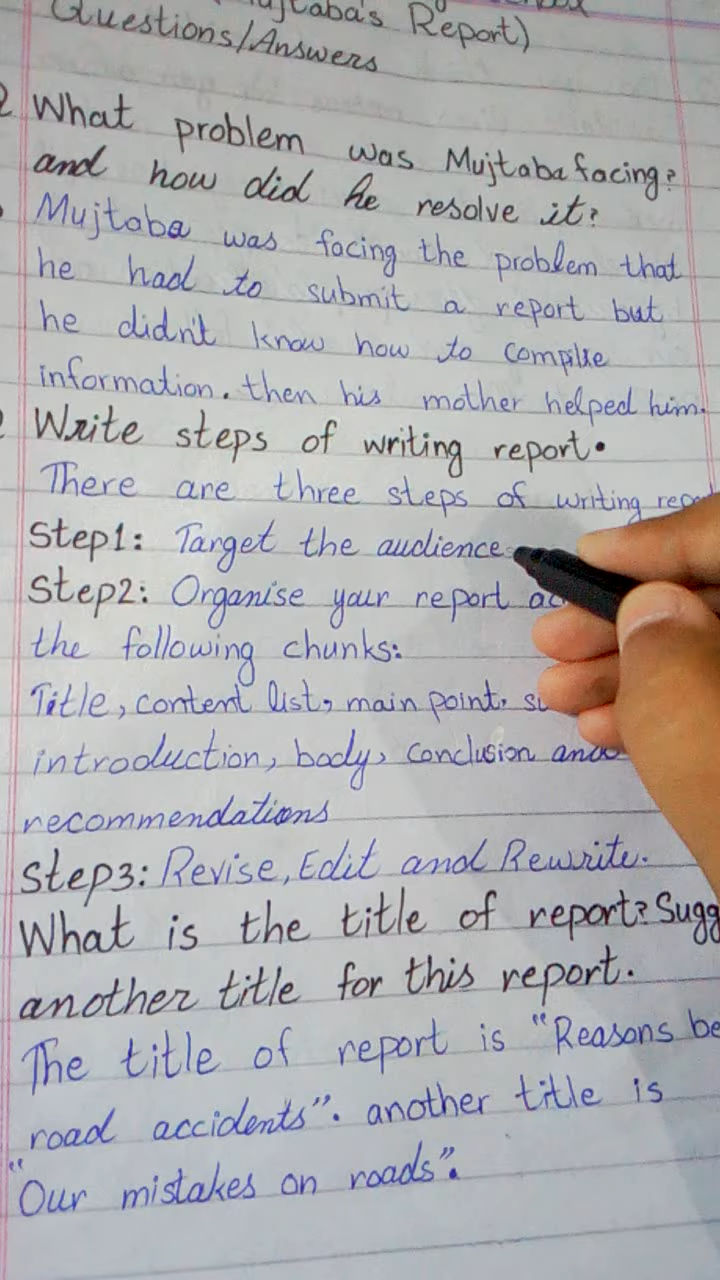 Mujtaba's Report)
Questions/Answers
What problem was Mujtaba facing?
and how did he resolve it?
Mujtaba was facing the problem that
he had to submit a report but
he didn't know how to compile
information. then his mother helped him.
Write steps of writing report.
There are three steps of writing
Step1: Target the audience
Step2: Organise your report
the following chunks:
Title, content list, main point,
introduction, body, conclusion and
recommendations
Step3: Revise, Edit and Rewrite.
What is the title of report?
another title for this report.
The title of report is "Reasons
road accidents". another title is
"Our mistakes on roads".